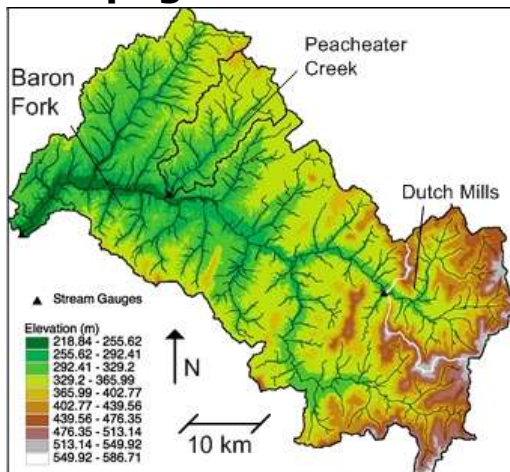 Peacheater
Creek
Baron
Fork
Dutch Mills
▲ Stream Gauges
Elevation (m)
218.84 - 255.62
255.62 - 292.41
292.41 - 329.2
329.2 - 365.99
365.99 - 402.77
402.77 - 439.56
439.56 - 476.35
476.35 - 513.14
513.14 - 549.92
549.92 - 586.71
N
10 km